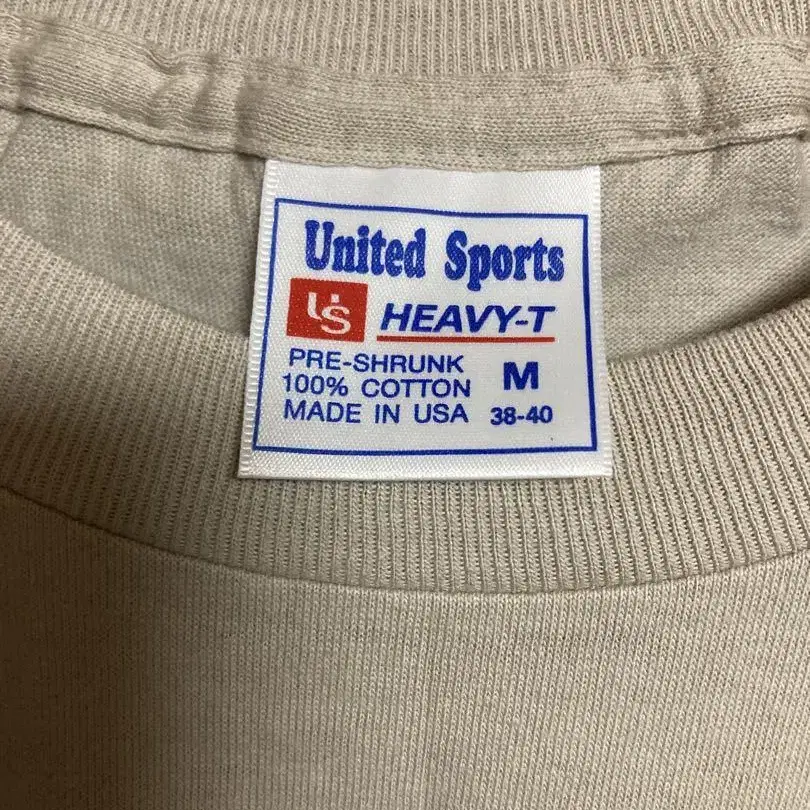 United Sports
US HEAVY-T
PRE-SHRUNK
100% COTTON M
MADE IN USA 38-40